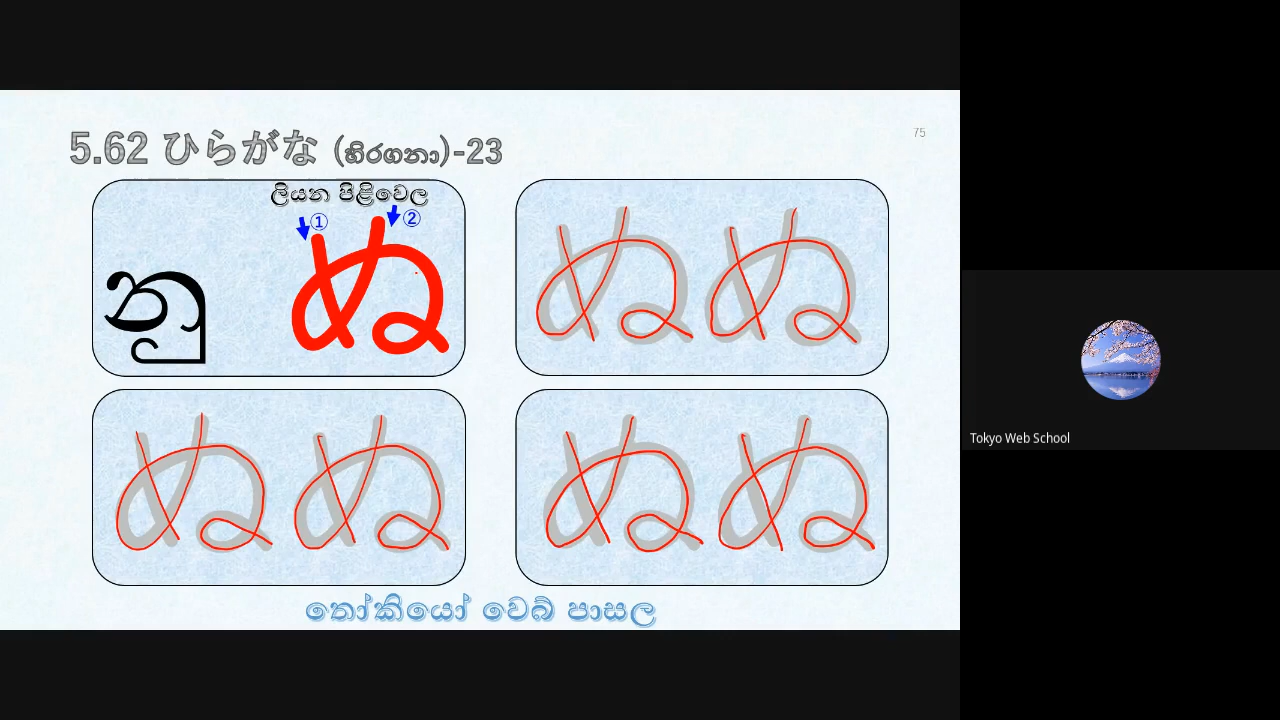 5.62 ひらがな (හිරගනා)-23
75
ලියන පිළිවෙල
①
②
නු
ぬ
ぬ ぬ
ぬ ぬ
ぬ ぬ
තෝකියෝ වෙබ් පාසල
Tokyo Web School